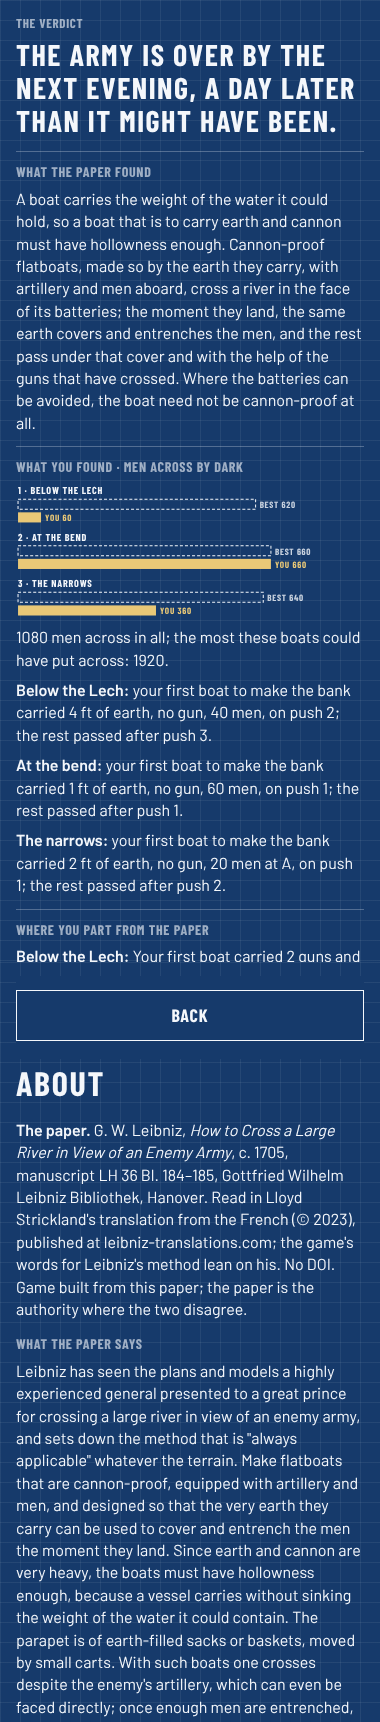 THE VERDICT
THE ARMY IS OVER BY THE
NEXT EVENING, A DAY LATER
THAN IT MIGHT HAVE BEEN.
WHAT THE PAPER FOUND
A boat carries the weight of the water it could
hold, so a boat that is to carry earth and cannon
must have hollowness enough. Cannon-proof
flatboats, made so by the earth they carry, with
artillery and men aboard, cross a river in the face
of its batteries; the moment they land, the same
earth covers and entrenches the men, and the rest
pass under that cover and with the help of the
guns that have crossed. Where the batteries can
be avoided, the boat need not be cannon-proof at
all.
WHAT YOU FOUND · MEN ACROSS BY DARK
1 · BELOW THE LECH
BEST 620
YOU 60
2 · AT THE BEND
BEST 660
YOU 660
3 · THE NARROWS
BEST 640
YOU 360
1080 men across in all; the most these boats could
have put across: 1920.
Below the Lech: your first boat to make the bank
carried 4 ft of earth, no gun, 40 men, on push 2;
the rest passed after push 3.
At the bend: your first boat to make the bank
carried 1 ft of earth, no gun, 60 men, on push 1; the
rest passed after push 1.
The narrows: your first boat to make the bank
carried 2 ft of earth, no gun, 20 men at A, on push
1; the rest passed after push 2.
WHERE YOU PART FROM THE PAPER
Below the Lech: Your first boat carried 2 guns and
BACK
ABOUT
The paper. G. W. Leibniz, How to Cross a Large
River in View of an Enemy Army, c. 1705,
manuscript LH 36 Bl. 184–185, Gottfried Wilhelm
Leibniz Bibliothek, Hanover. Read in Lloyd
Strickland's translation from the French (© 2023),
published at leibniz-translations.com; the game's
words for Leibniz's method lean on his. No DOI.
Game built from this paper; the paper is the
authority where the two disagree.
WHAT THE PAPER SAYS
Leibniz has seen the plans and models a highly
experienced general presented to a great prince
for crossing a large river in view of an enemy army,
and sets down the method that is "always
applicable" whatever the terrain. Make flatboats
that are cannon-proof, equipped with artillery and
men, and designed so that the very earth they
carry can be used to cover and entrench the men
the moment they land. Since earth and cannon are
very heavy, the boats must have hollowness
enough, because a vessel carries without sinking
the weight of the water it could contain. The
parapet is of earth-filled sacks or baskets, moved
by small carts. With such boats one crosses
despite the enemy's artillery, which can even be
faced directly; once enough men are entrenched,